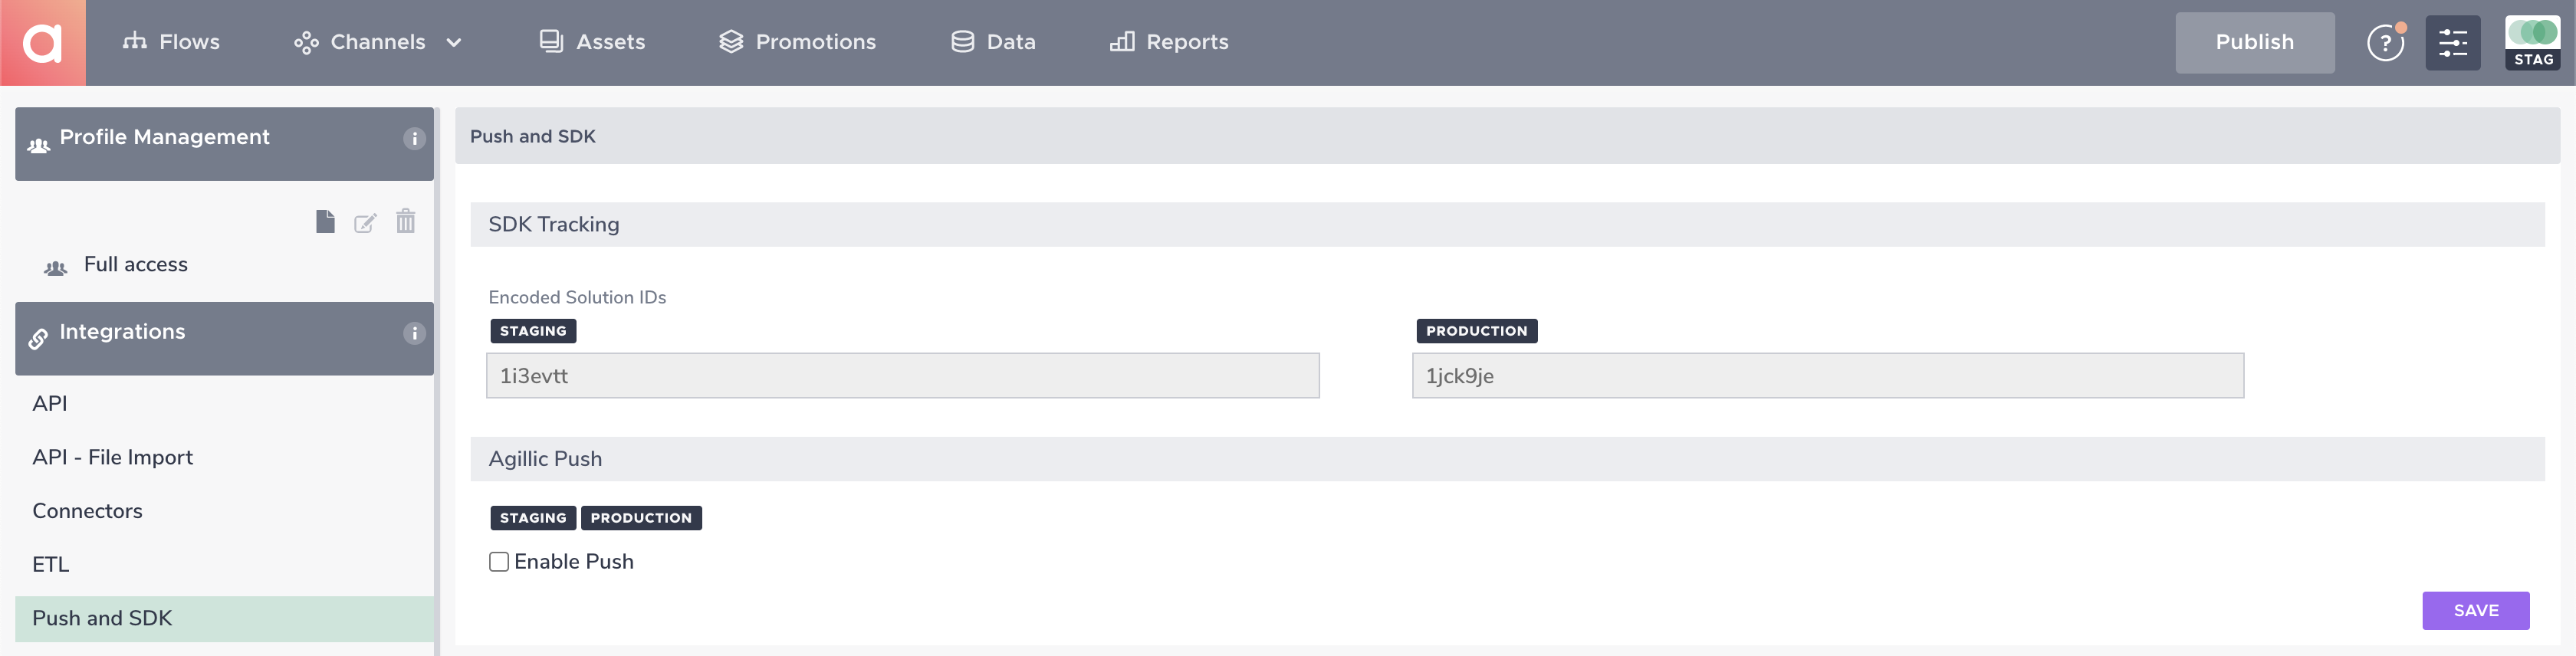 a Flows Channels Assets Promotions Data Reports Publish ? STAG
Profile Management i
Full access
Integrations i
API
API - File Import
Connectors
ETL
Push and SDK
Push and SDK
SDK Tracking
Encoded Solution IDs
STAGING PRODUCTION
1i3evtt 1jck9je
Agillic Push
STAGING PRODUCTION
Enable Push
SAVE